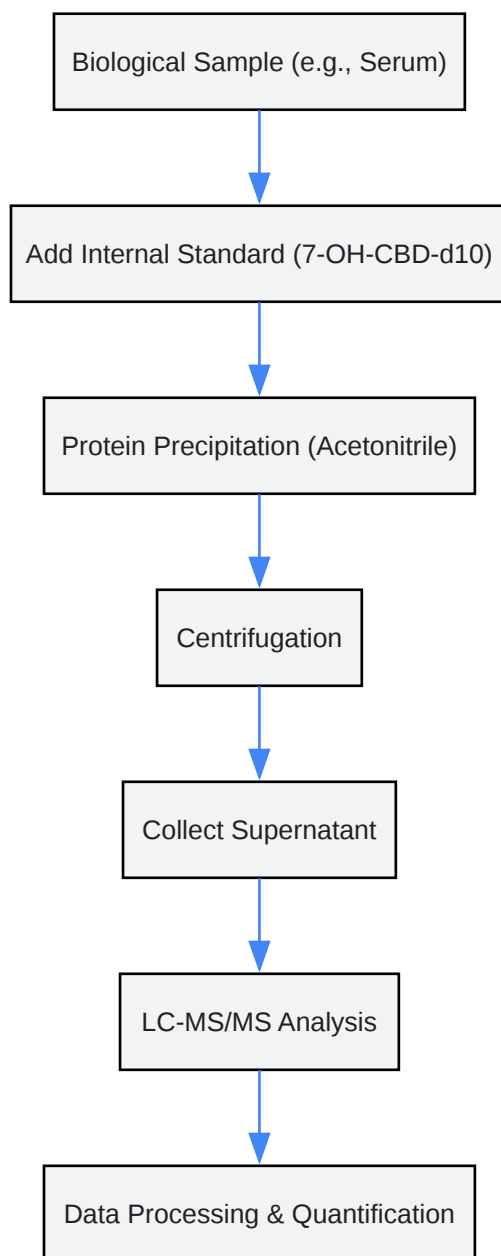 Biological Sample (e.g., Serum)
Add Internal Standard (7-OH-CBD-d10)
Protein Precipitation (Acetonitrile)
Centrifugation
Collect Supernatant
LC-MS/MS Analysis
Data Processing & Quantification